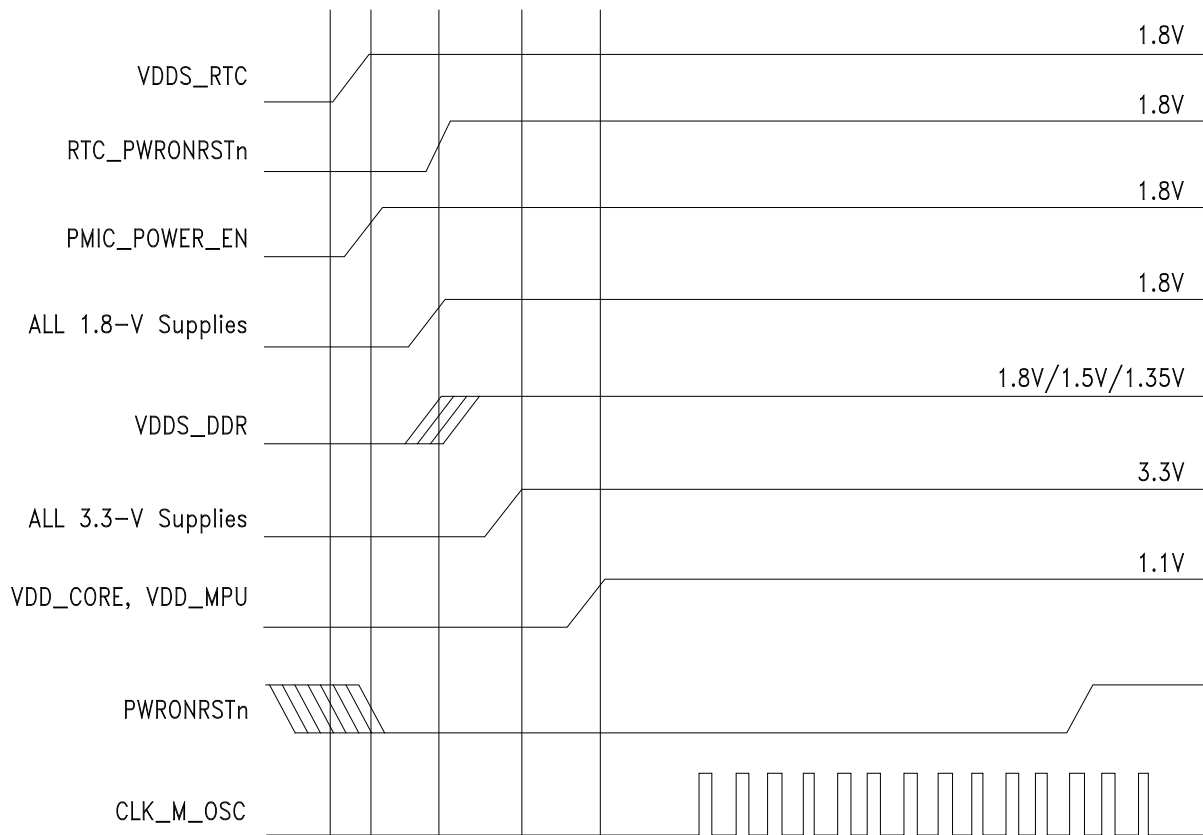 1.8V
VDDS_RTC
1.8V
RTC_PWRONRSTn
1.8V
PMIC_POWER_EN
1.8V
ALL 1.8-V Supplies
1.8V/1.5V/1.35V
VDDS_DDR
3.3V
ALL 3.3-V Supplies
1.1V
VDD_CORE, VDD_MPU
PWRONRSTn
CLK_M_OSC